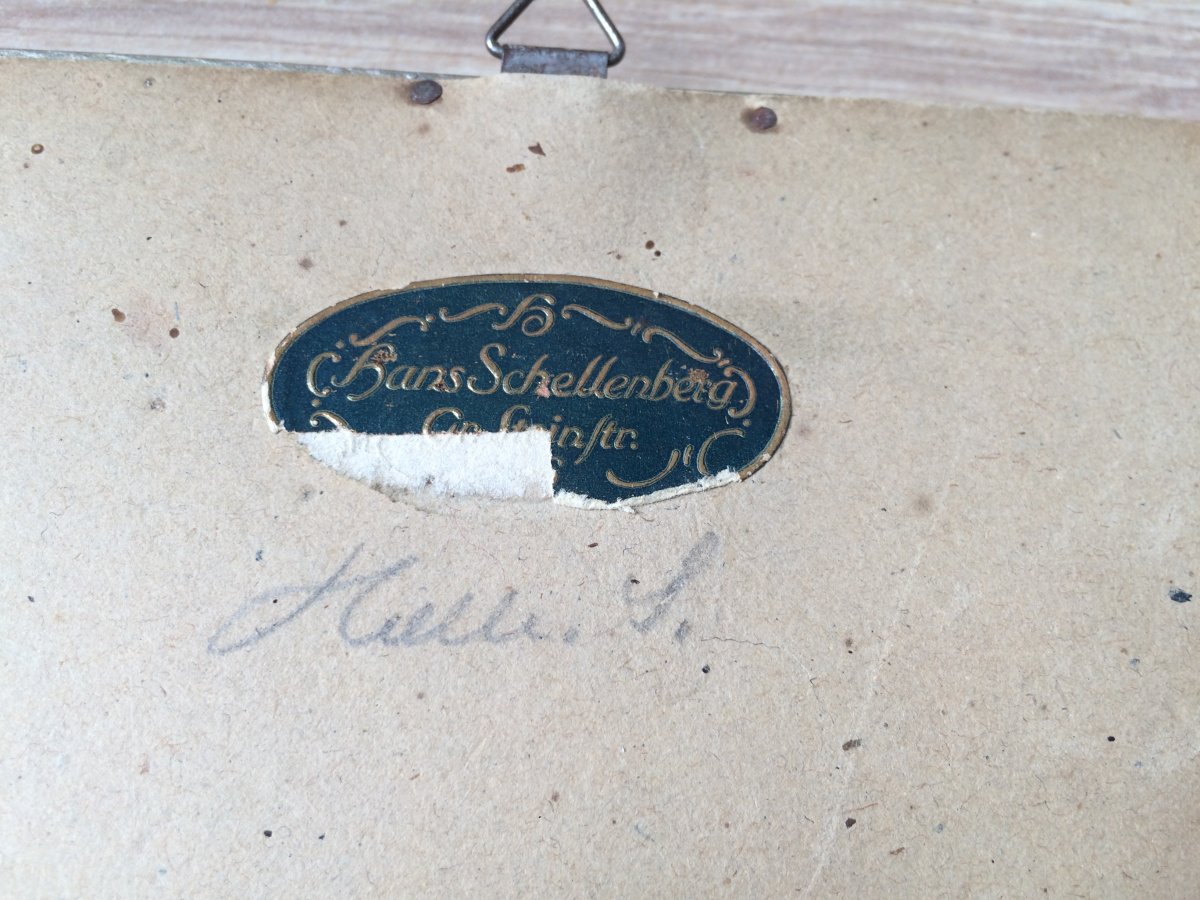 H
Hans Schellenberg
Gr. Steinstr.
S.